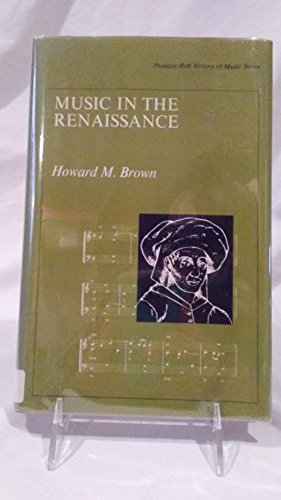 Prentice Hall History of Music Series
MUSIC IN THE
RENAISSANCE
Howard M. Brown